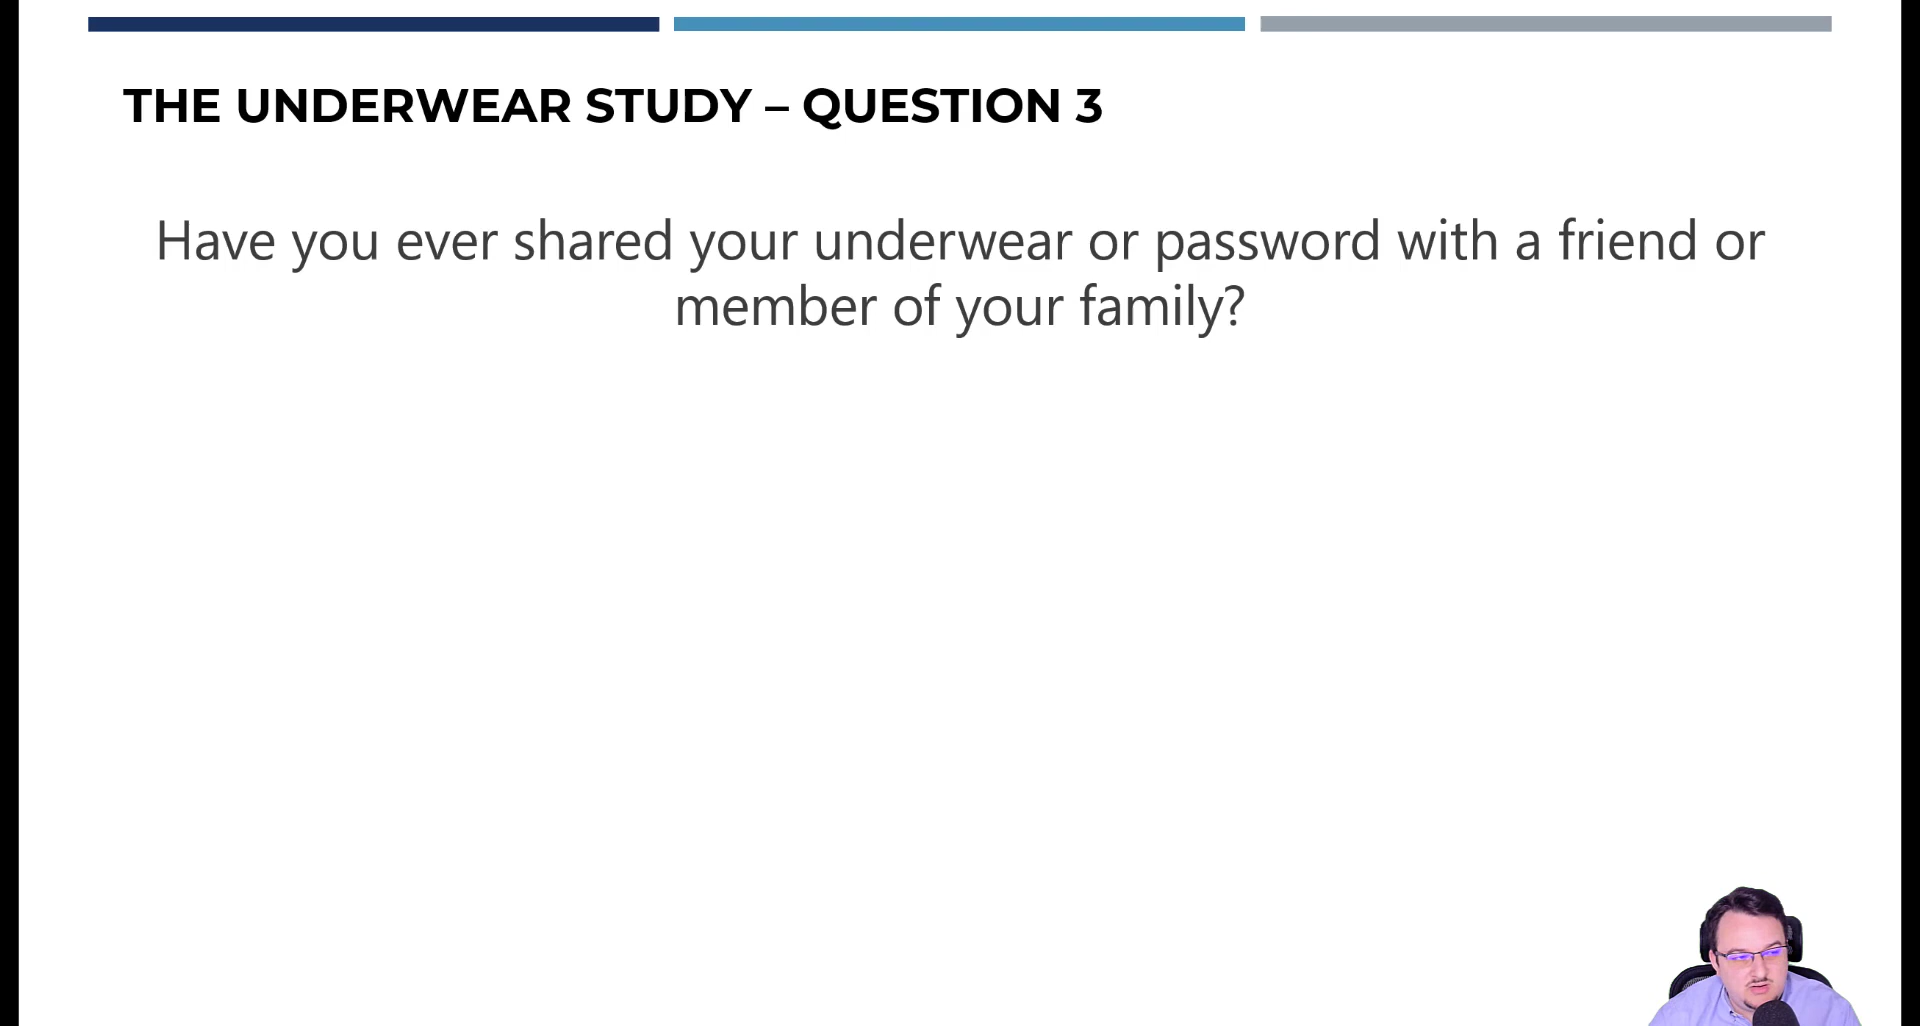 THE UNDERWEAR STUDY – QUESTION 3
Have you ever shared your underwear or password with a friend or
member of your family?